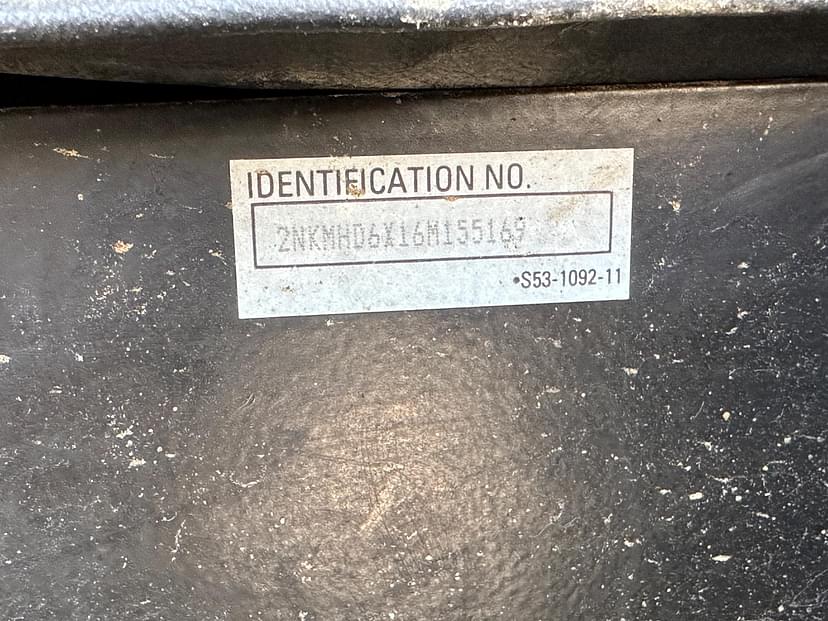 IDENTIFICATION NO.
2NKMHD6X16M155169
•S53-1092-11